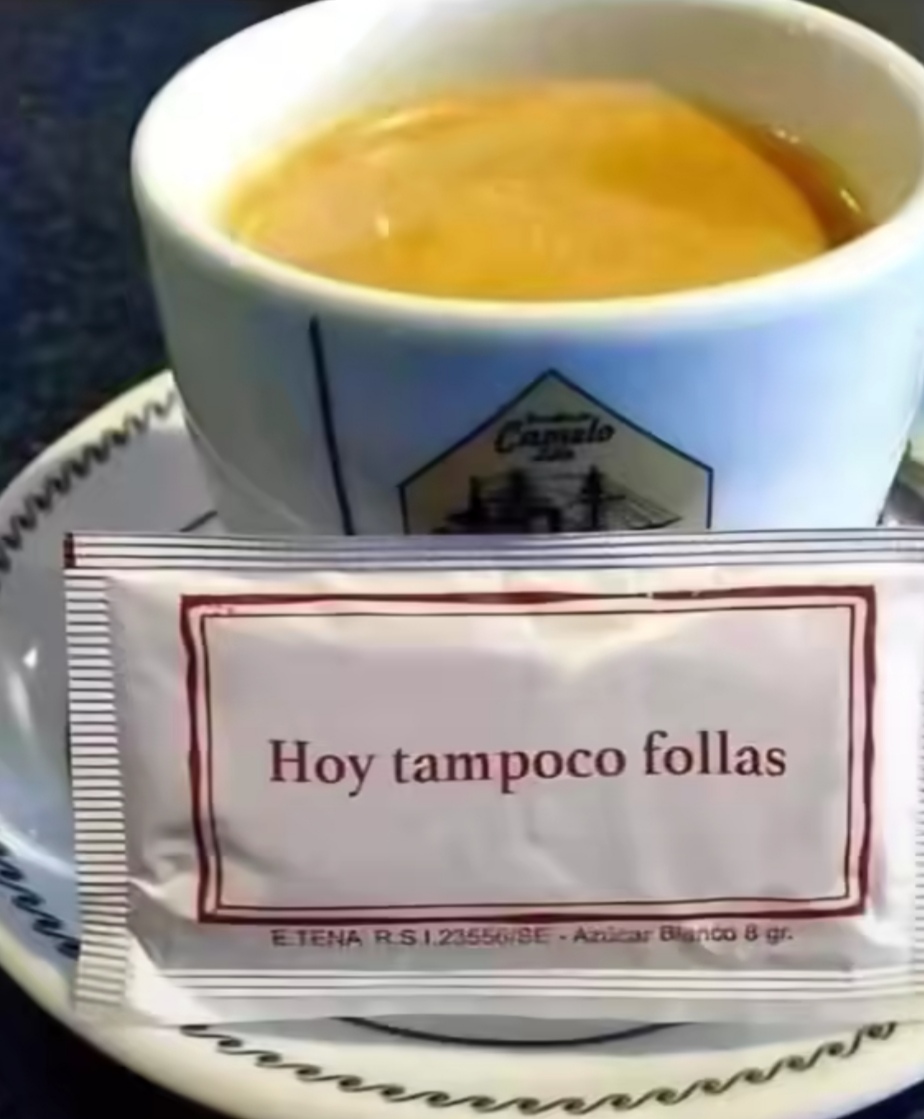 Camelo
Hoy tampoco follas
E.TENA R.S.I.23556/SE - Azúcar Blanco 8 gr.